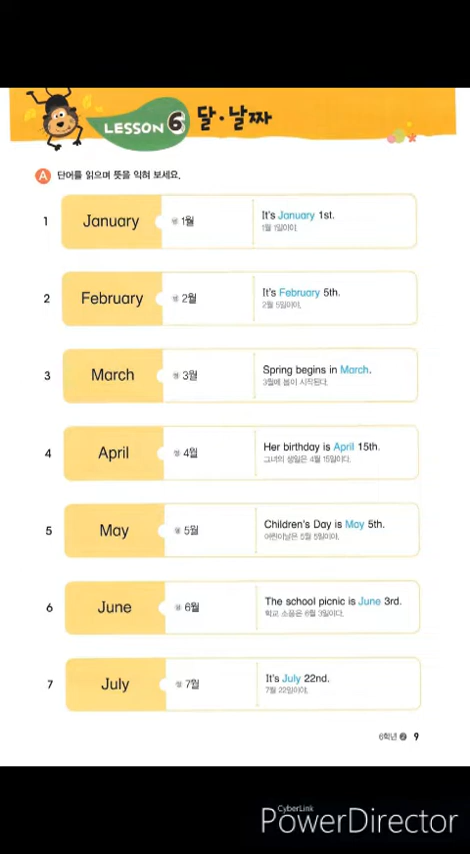 LESSON 6 달·날짜
A 단어를 읽으며 뜻을 익혀 보세요.
1 January 명 1월 It's January 1st.
1월 1일이야.
2 February 명 2월 It's February 5th.
2월 5일이야.
3 March 명 3월 Spring begins in March.
3월에 봄이 시작된다.
4 April 명 4월 Her birthday is April 15th.
그녀의 생일은 4월 15일이다.
5 May 명 5월 Children's Day is May 5th.
어린이날은 5월 5일이야.
6 June 명 6월 The school picnic is June 3rd.
학교 소풍은 6월 3일이다.
7 July 명 7월 It's July 22nd.
7월 22일이야.
6학년 2 9
CyberLink
PowerDirector